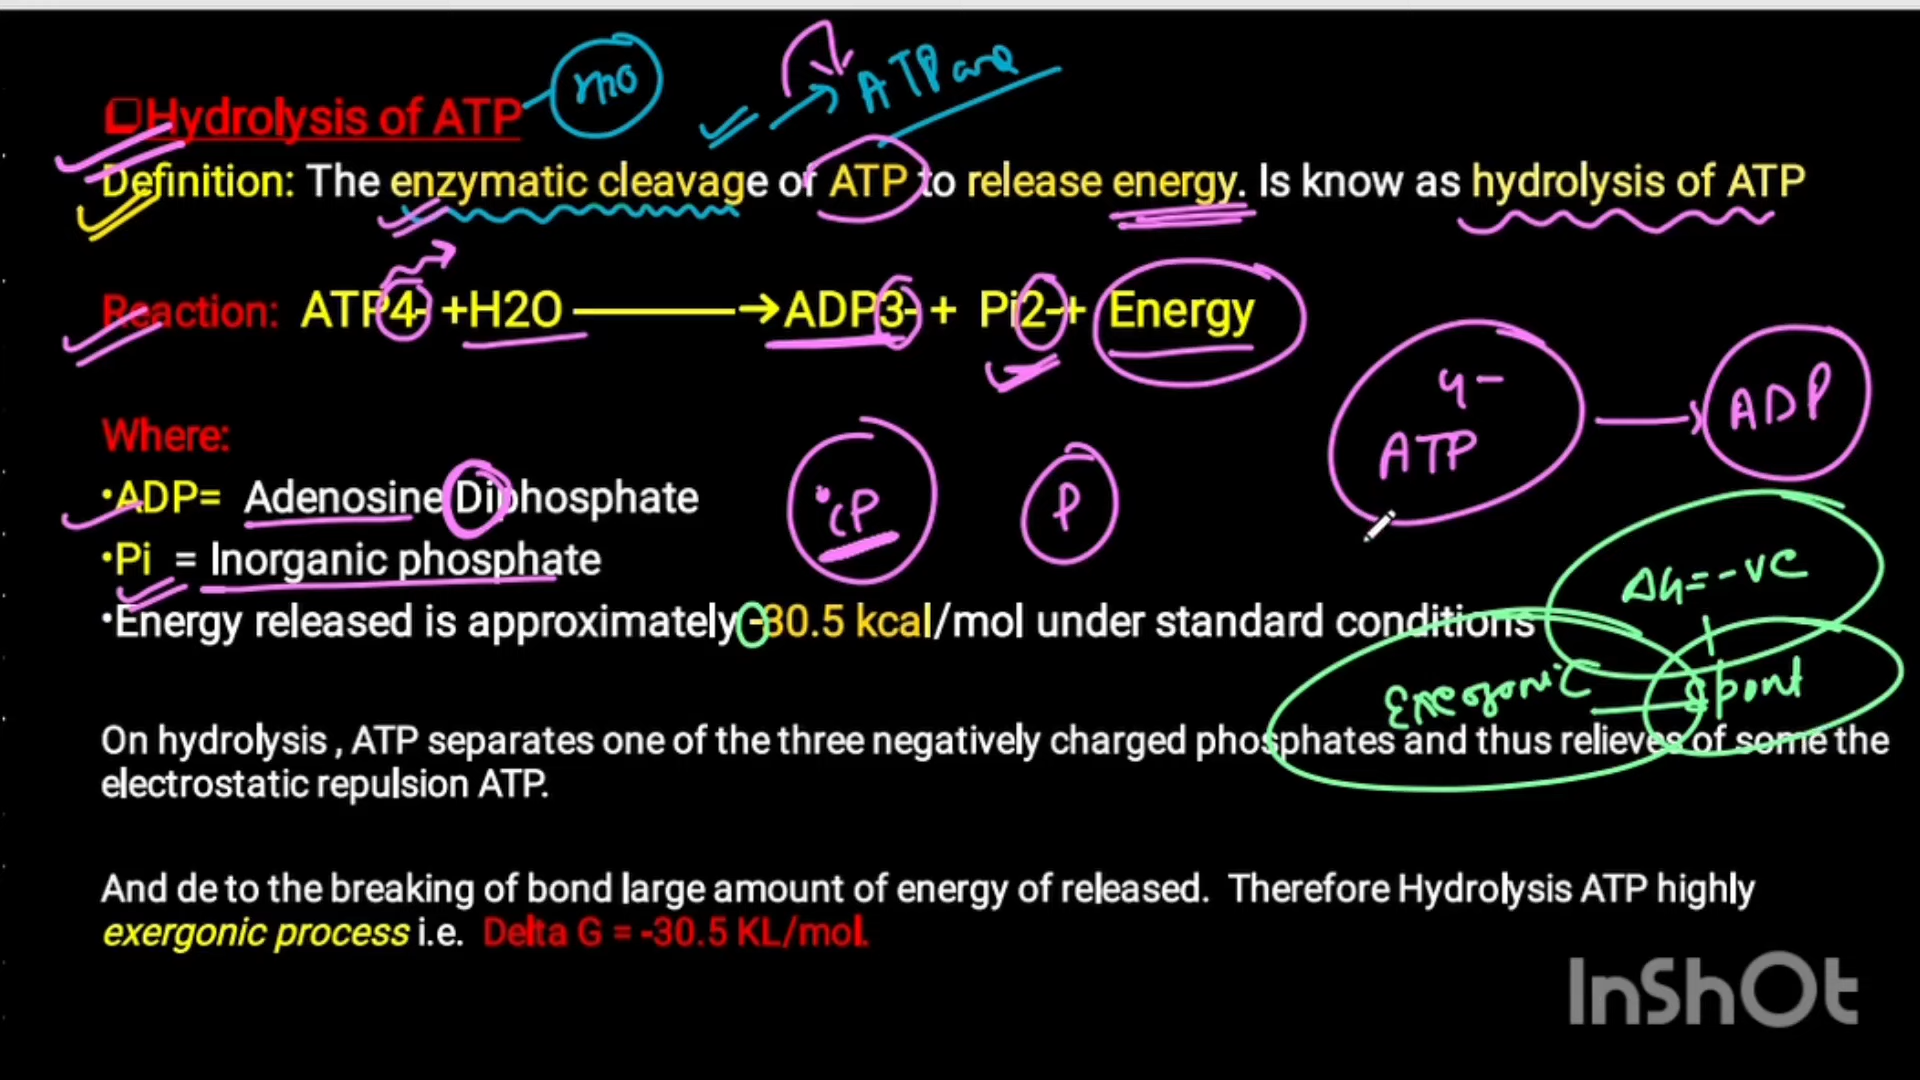 mo
ATPase
❑Hydrolysis of ATP
Definition: The enzymatic cleavage of ATP to release energy. Is know as hydrolysis of ATP
Reaction: ATP4- +H2O ———→ADP3- + Pi2-+ Energy
4-
ATP → ADP
Where:
•ADP= Adenosine Diphosphate
iP P
•Pi = Inorganic phosphate
ΔG=-ve
•Energy released is approximately -30.5 kcal/mol under standard conditions
Exergonic — spont
On hydrolysis , ATP separates one of the three negatively charged phosphates and thus relieves of some the
electrostatic repulsion ATP.
And de to the breaking of bond large amount of energy of released. Therefore Hydrolysis ATP highly
exergonic process i.e. Delta G = -30.5 KL/mol.
InShOt